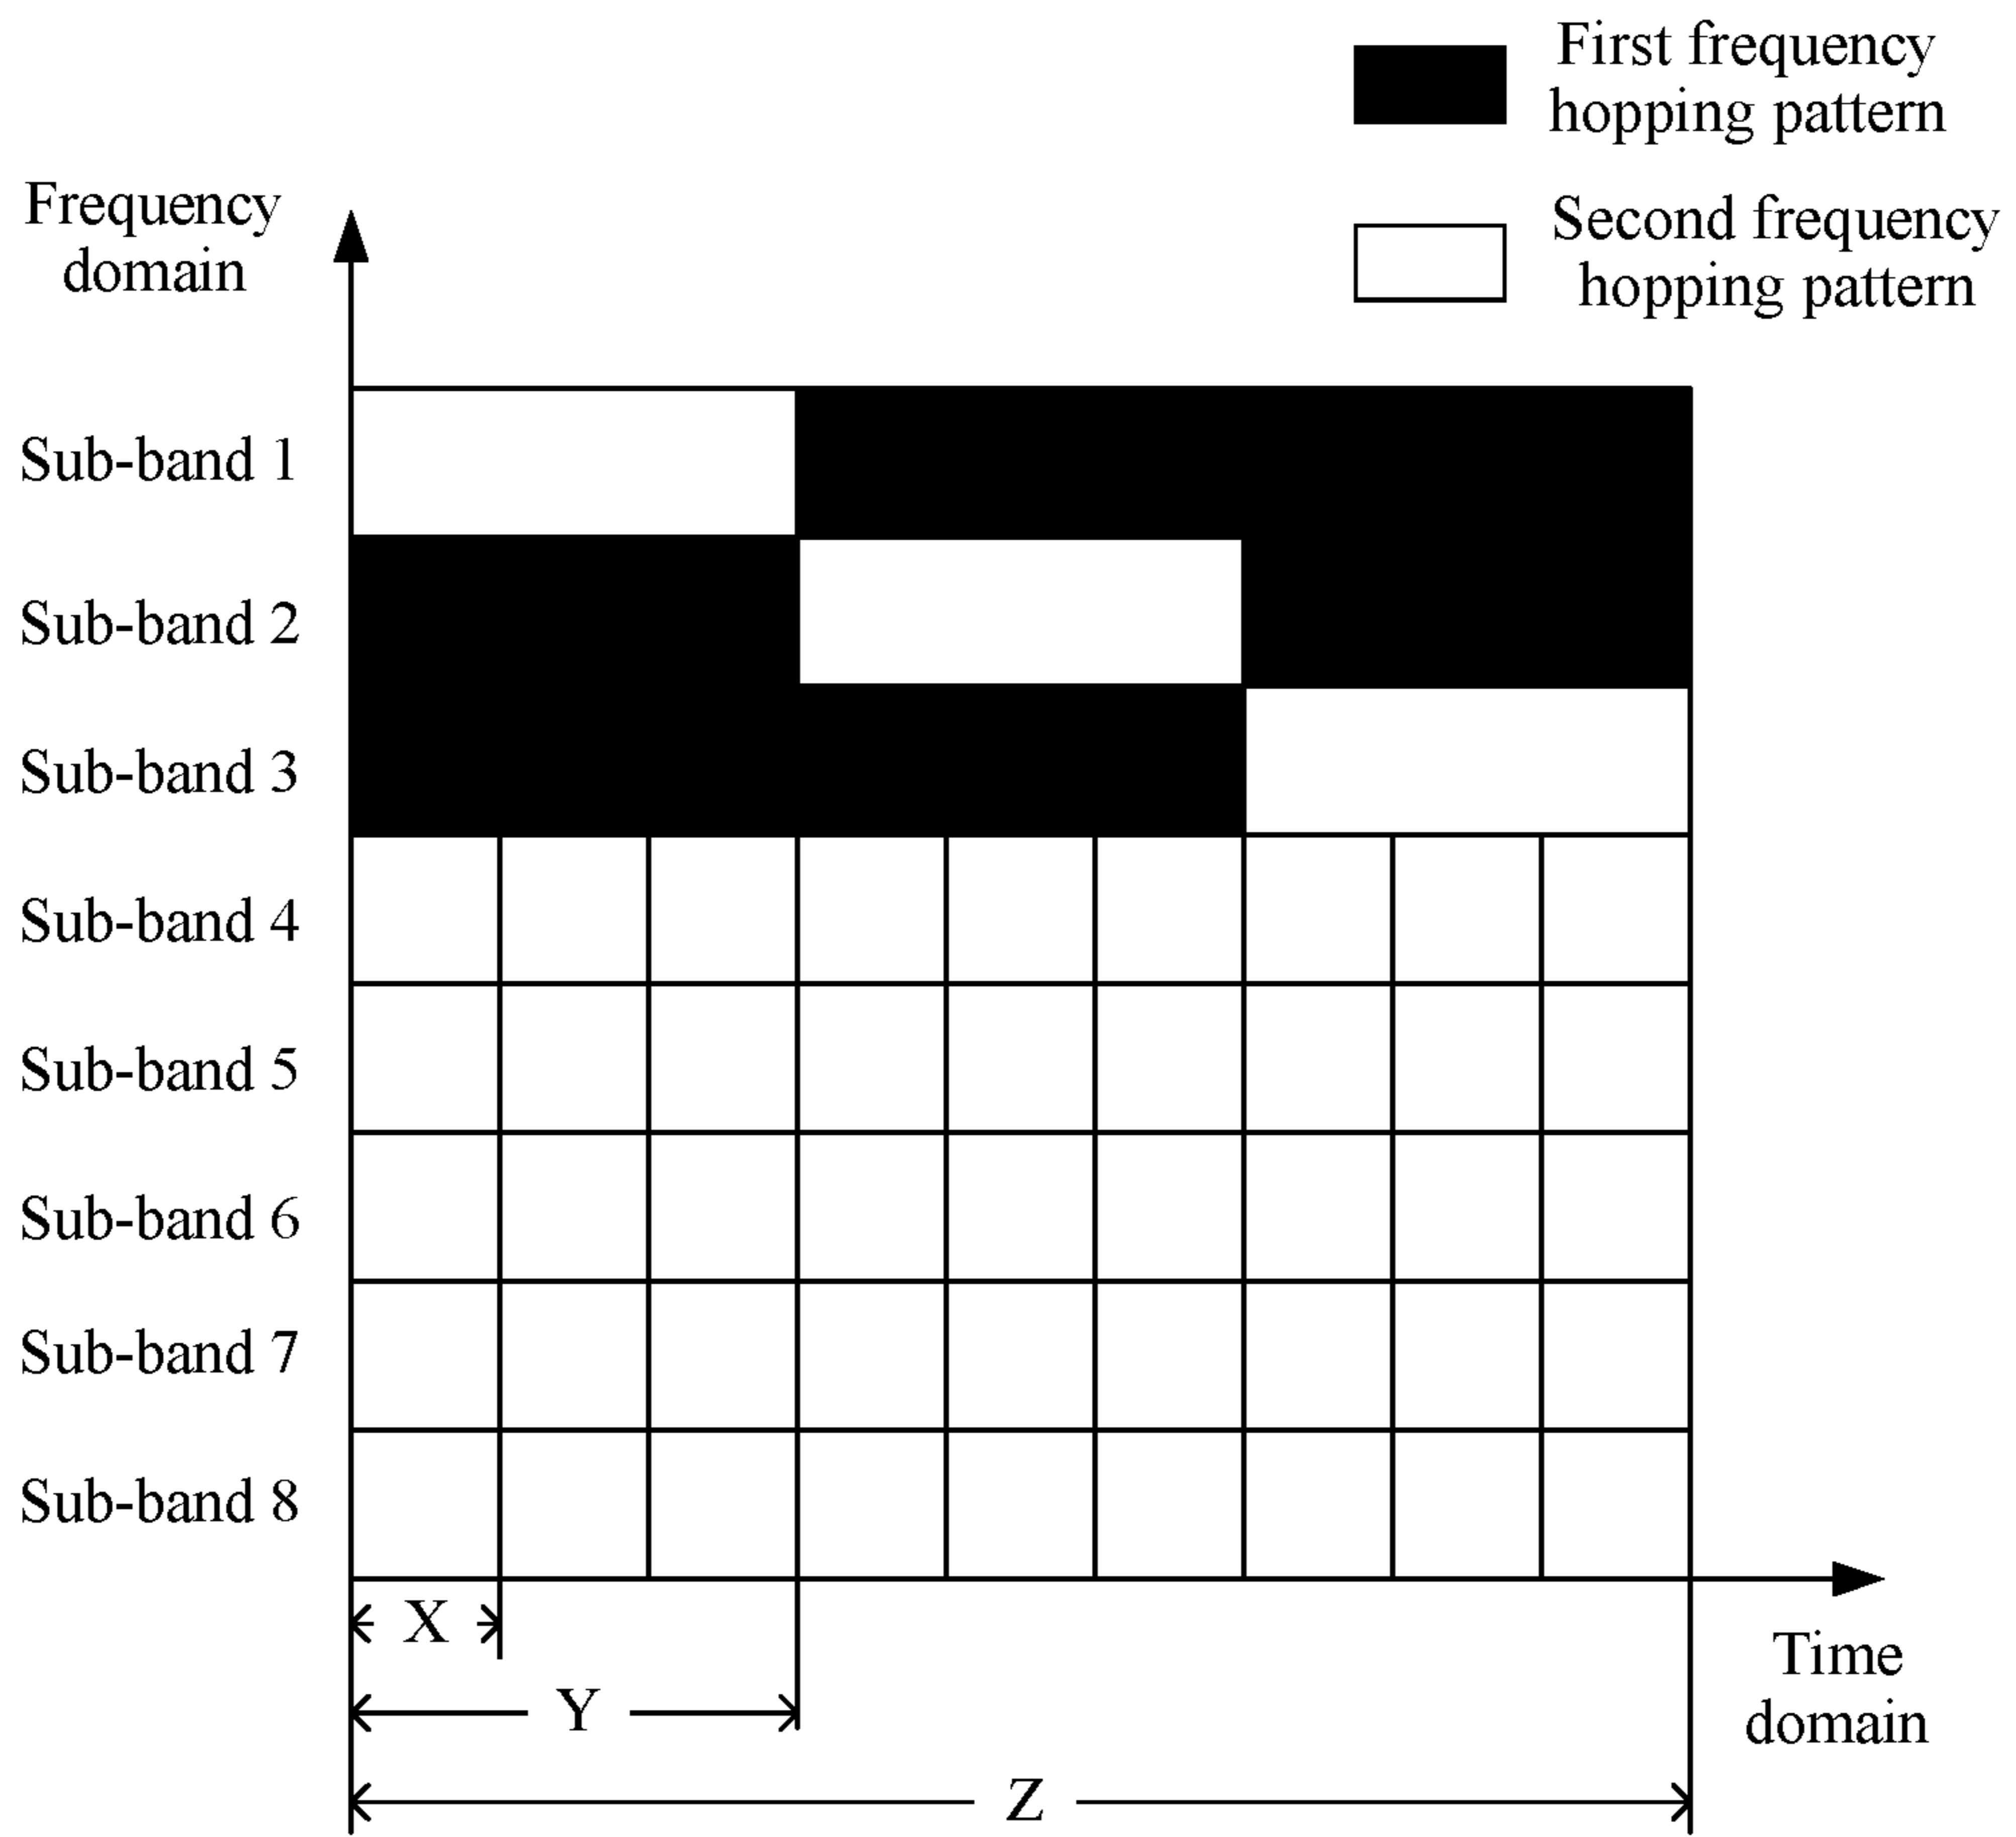 First frequency
hopping pattern
Second frequency
hopping pattern
Frequency
domain
Sub-band 1
Sub-band 2
Sub-band 3
Sub-band 4
Sub-band 5
Sub-band 6
Sub-band 7
Sub-band 8
X
Y
Z
Time
domain